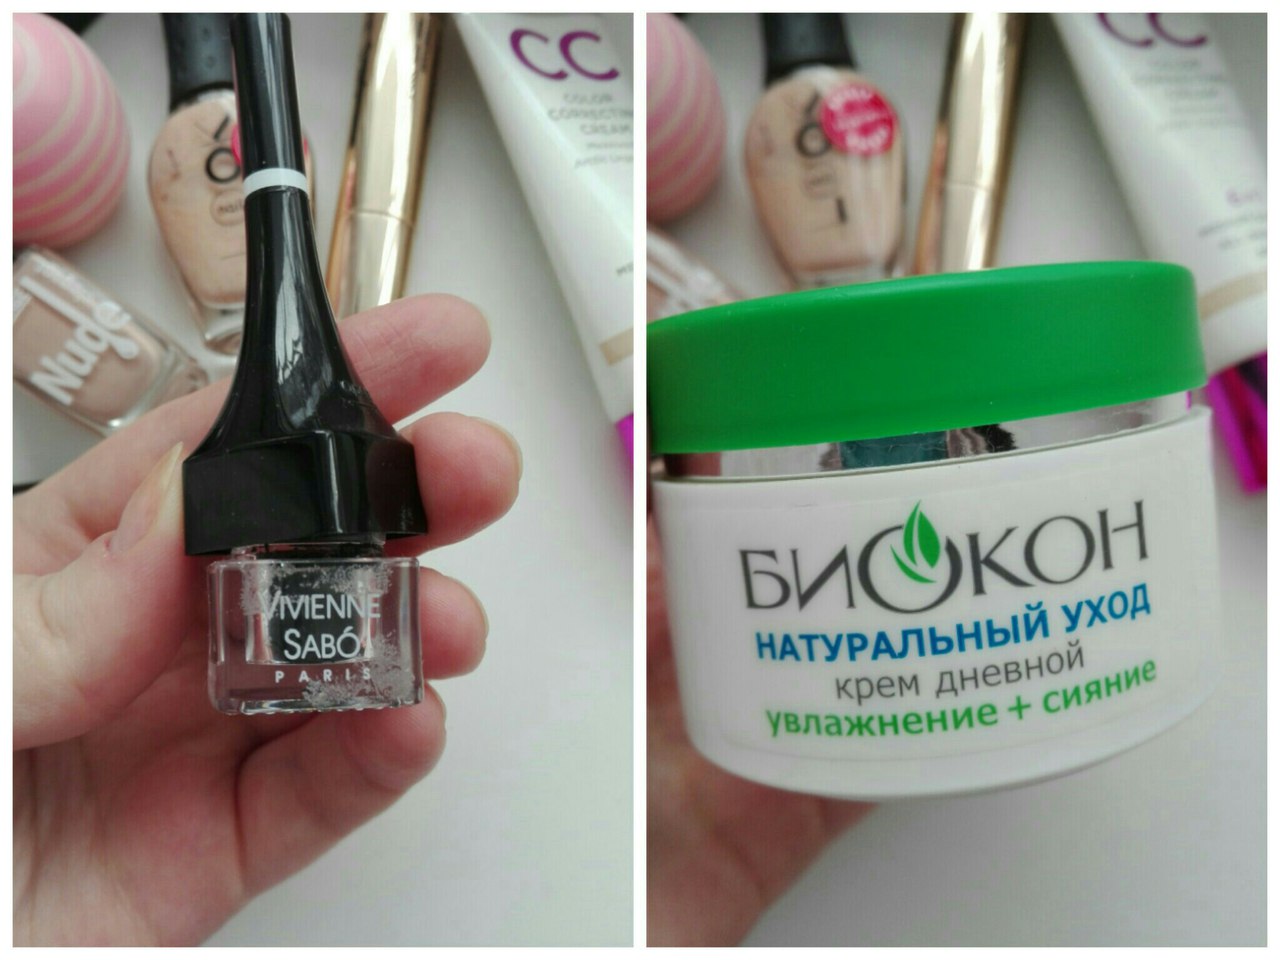 CC
COLOR
CORRECTING
CREAM
Nude
VIVIENNE
SABÓ
PARIS
CC
БИОКОН
НАТУРАЛЬНЫЙ УХОД
крем дневной
увлажнение + сияние